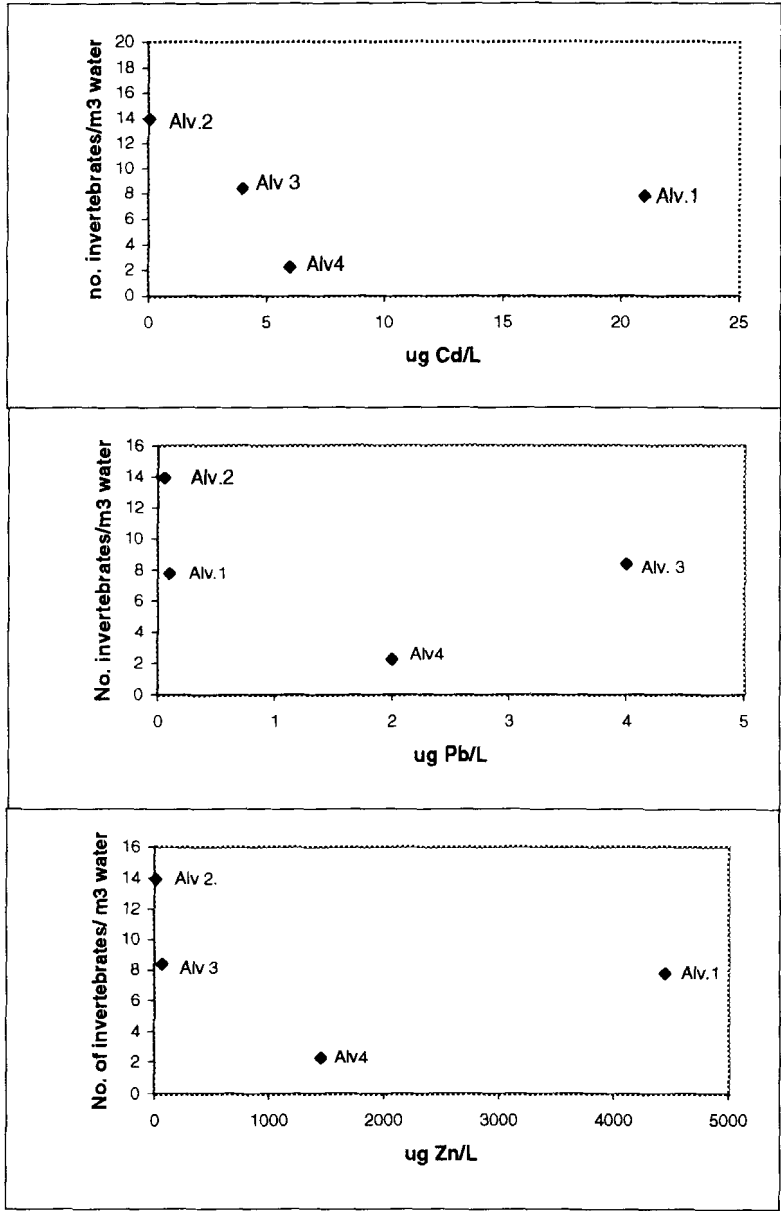 no. invertebrates/m3 water
20
18
16
14
12
10
8
6
4
2
0
Alv.2
Alv 3
Alv.1
Alv4
0 5 10 15 20 25
ug Cd/L
No. invertebrates/m3 water
16
14
12
10
8
6
4
2
0
Alv.2
Alv.1
Alv. 3
Alv4
0 1 2 3 4 5
ug Pb/L
No. of invertebrates/ m3 water
16
14
12
10
8
6
4
2
0
Alv 2.
Alv 3
Alv.1
Alv4
0 1000 2000 3000 4000 5000
ug Zn/L